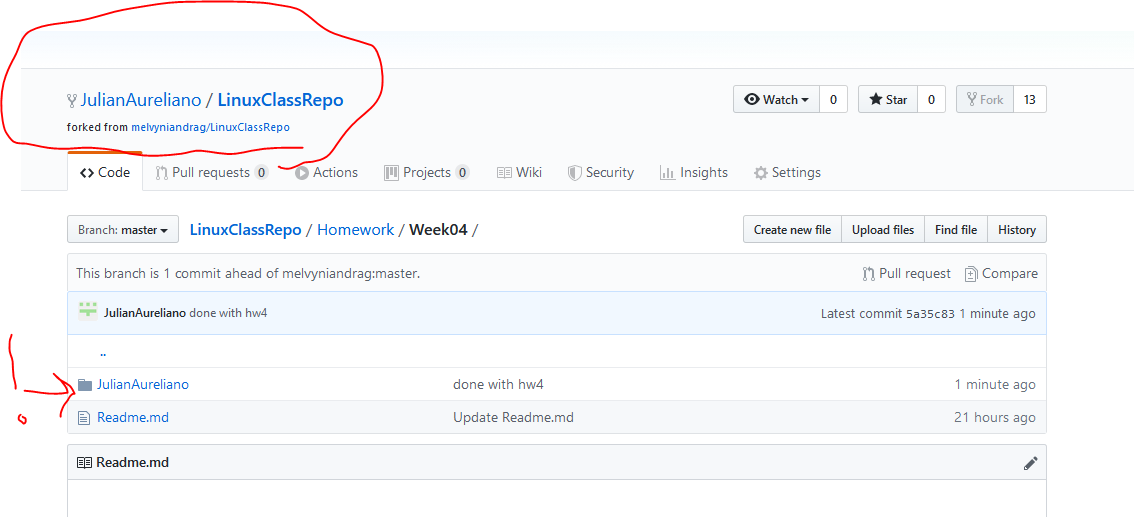 JulianAureliano / LinuxClassRepo
Watch 0 Star 0 Fork 13
forked from melvyniandrag/LinuxClassRepo
Code Pull requests 0 Actions Projects 0 Wiki Security Insights Settings
Branch: master LinuxClassRepo / Homework / Week04 / Create new file Upload files Find file History
This branch is 1 commit ahead of melvyniandrag:master. Pull request Compare
JulianAureliano done with hw4 Latest commit 5a35c83 1 minute ago
..
JulianAureliano done with hw4 1 minute ago
Readme.md Update Readme.md 21 hours ago
Readme.md